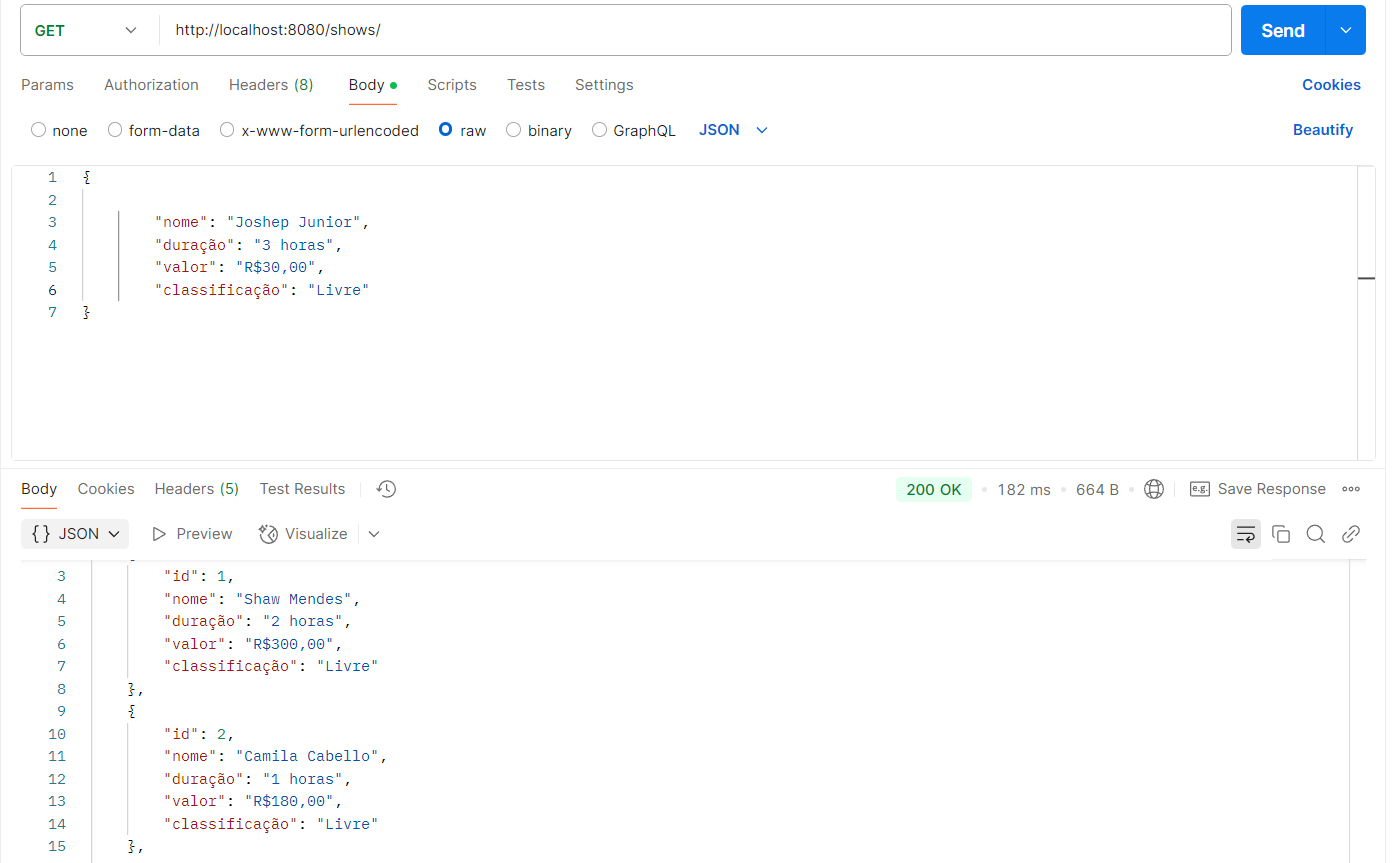 GET http://localhost:8080/shows/ Send
Params Authorization Headers (8) Body Scripts Tests Settings Cookies
none form-data x-www-form-urlencoded raw binary GraphQL JSON Beautify
1 {
2
3 "nome": "Joshep Junior",
4 "duração": "3 horas",
5 "valor": "R$30,00",
6 "classificação": "Livre"
7 }
Body Cookies Headers (5) Test Results 200 OK 182 ms 664 B e.g. Save Response
{} JSON Preview Visualize
3 "id": 1,
4 "nome": "Shaw Mendes",
5 "duração": "2 horas",
6 "valor": "R$300,00",
7 "classificação": "Livre"
8 },
9 {
10 "id": 2,
11 "nome": "Camila Cabello",
12 "duração": "1 horas",
13 "valor": "R$180,00",
14 "classificação": "Livre"
15 },